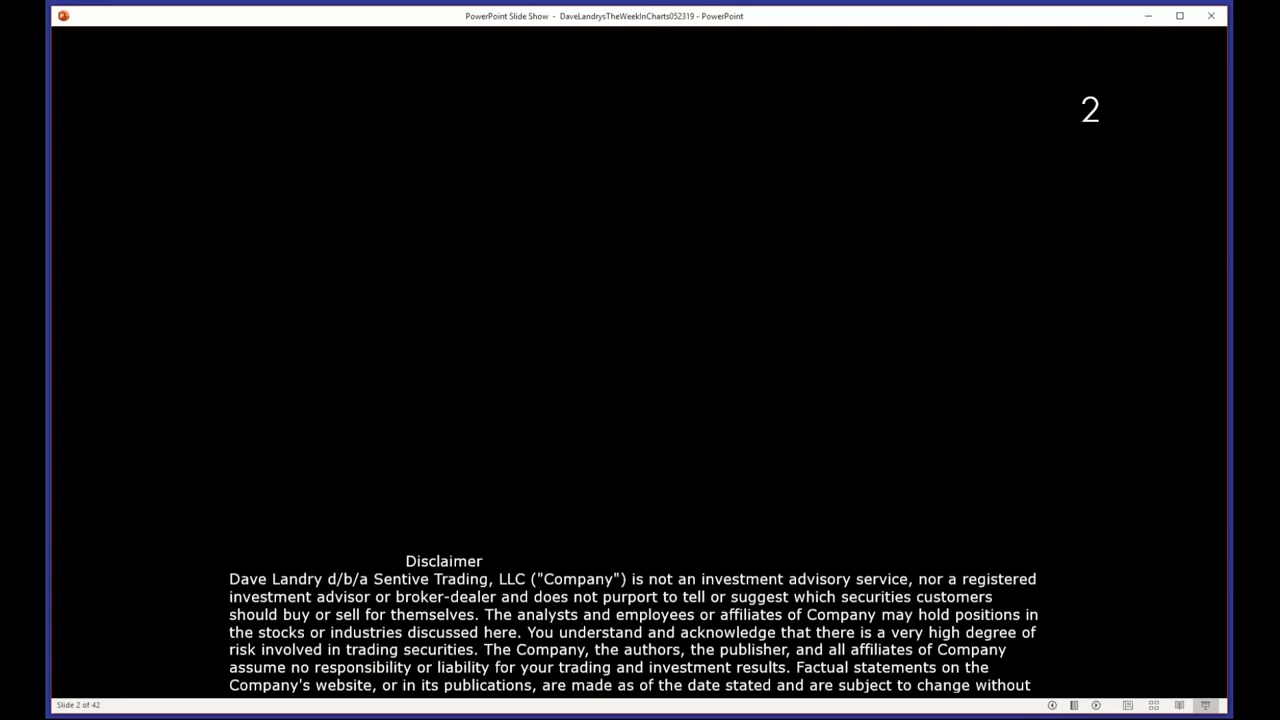 PowerPoint Slide Show - DaveLandrysTheWeekInCharts052319 - PowerPoint
2
Disclaimer
Dave Landry d/b/a Sentive Trading, LLC ("Company") is not an investment advisory service, nor a registered
investment advisor or broker-dealer and does not purport to tell or suggest which securities customers
should buy or sell for themselves. The analysts and employees or affiliates of Company may hold positions in
the stocks or industries discussed here. You understand and acknowledge that there is a very high degree of
risk involved in trading securities. The Company, the authors, the publisher, and all affiliates of Company
assume no responsibility or liability for your trading and investment results. Factual statements on the
Company's website, or in its publications, are made as of the date stated and are subject to change without
Slide 2 of 42